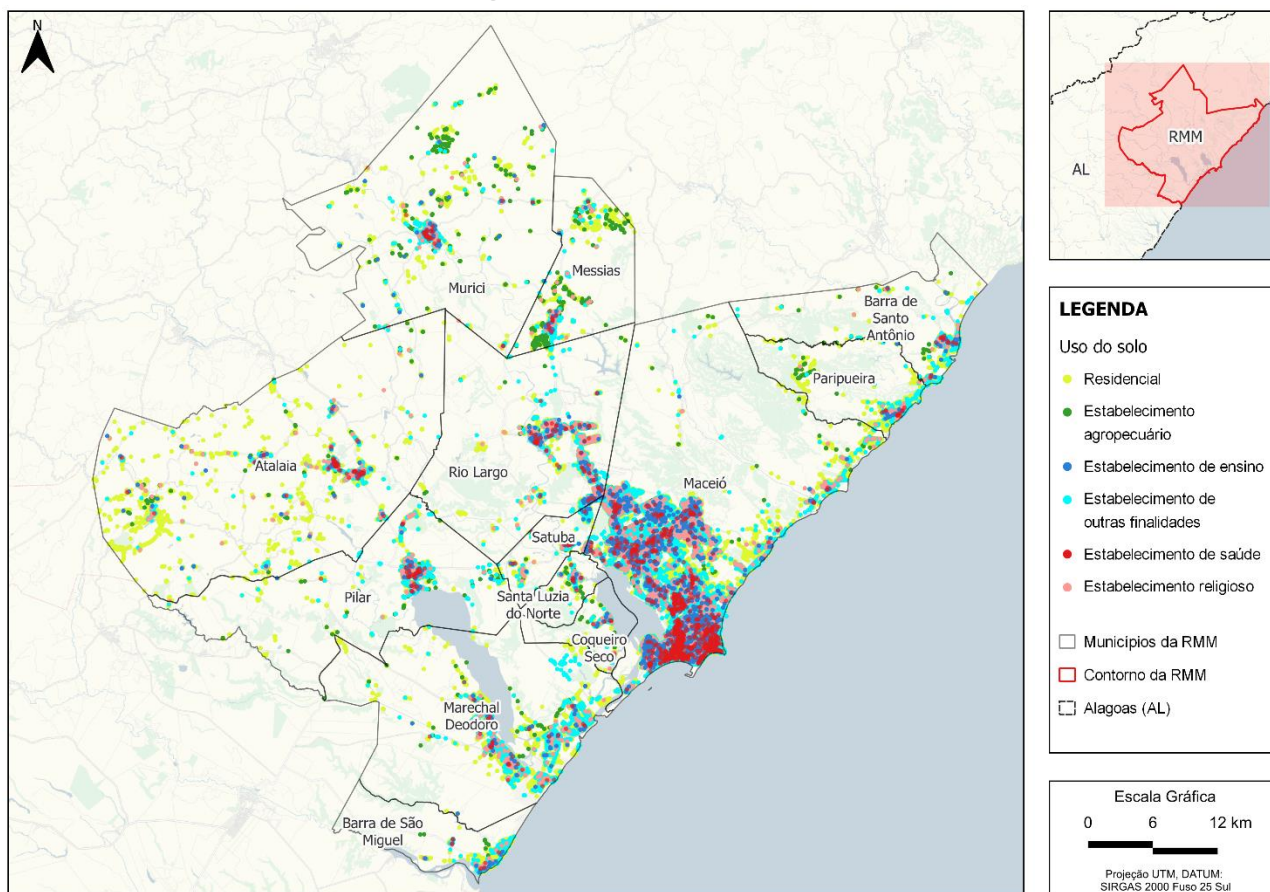 N
Murici
Messias
Barra de
Santo
Antônio
Paripueira
Atalaia
Rio Largo
Maceió
Satuba
Pilar
Santa Luzia
do Norte
Coqueiro
Seco
Marechal
Deodoro
Barra de São
Miguel
RMM
AL
LEGENDA
Uso do solo
Residencial
Estabelecimento
agropecuário
Estabelecimento de ensino
Estabelecimento de
outras finalidades
Estabelecimento de saúde
Estabelecimento religioso
Municípios da RMM
Contorno da RMM
Alagoas (AL)
Escala Gráfica
0 6 12 km
Projeção UTM, DATUM:
SIRGAS 2000 Fuso 25 Sul